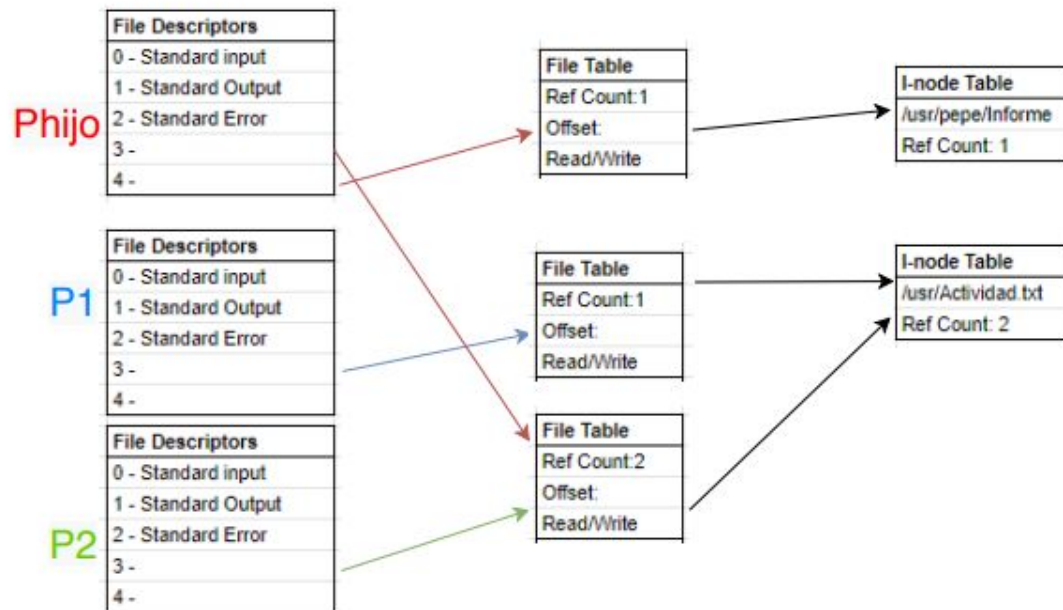 Phijo
File Descriptors
0 - Standard input
1 - Standard Output
2 - Standard Error
3 -
4 -
File Table
Ref Count:1
Offset:
Read/Write
I-node Table
/usr/pepe/Informe
Ref Count: 1
P1
File Descriptors
0 - Standard input
1 - Standard Output
2 - Standard Error
3 -
4 -
File Table
Ref Count:1
Offset:
Read/Write
I-node Table
/usr/Actividad.txt
Ref Count: 2
P2
File Descriptors
0 - Standard input
1 - Standard Output
2 - Standard Error
3 -
4 -
File Table
Ref Count:2
Offset:
Read/Write